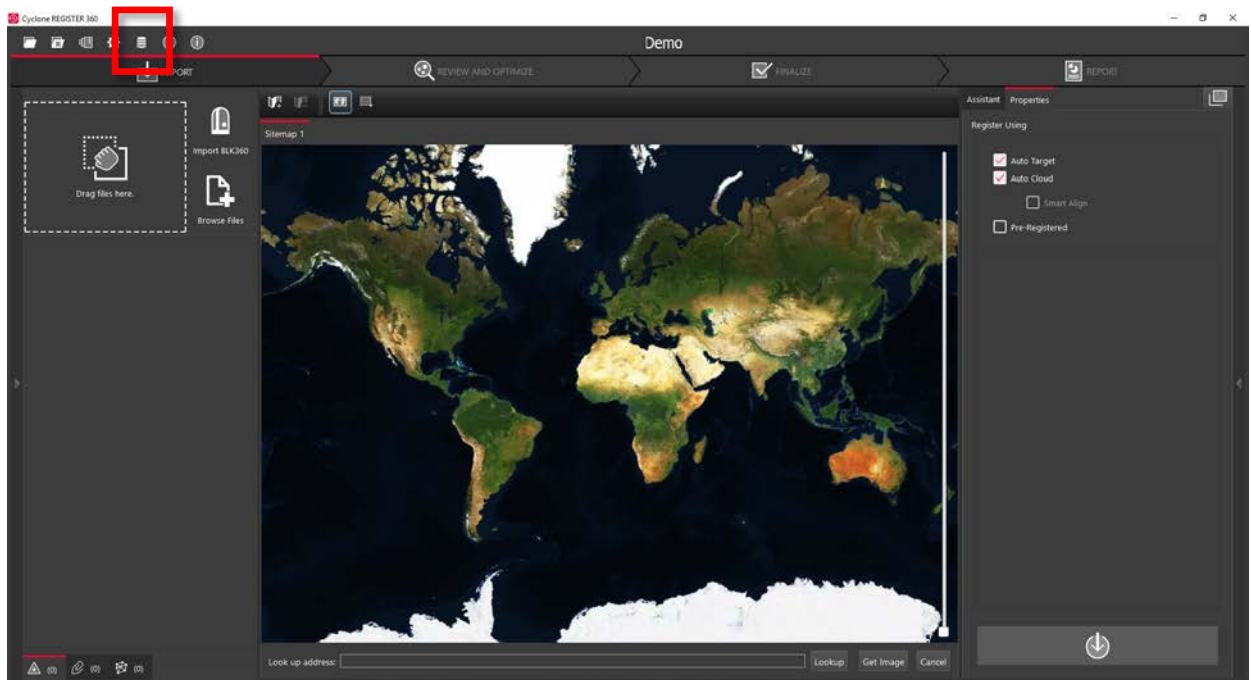 Cyclone REGISTER 360
Demo
PORT
REVIEW AND OPTIMIZE
FINALIZE
REPORT
Drag files here.
Import BLK360
Browse Files
Sitemap 1
Assistant Properties
Register Using
Auto Target
Auto Cloud
Smart Align
Pre-Registered
(0) (0) (0)
Look up address: Lookup Get Image Cancel